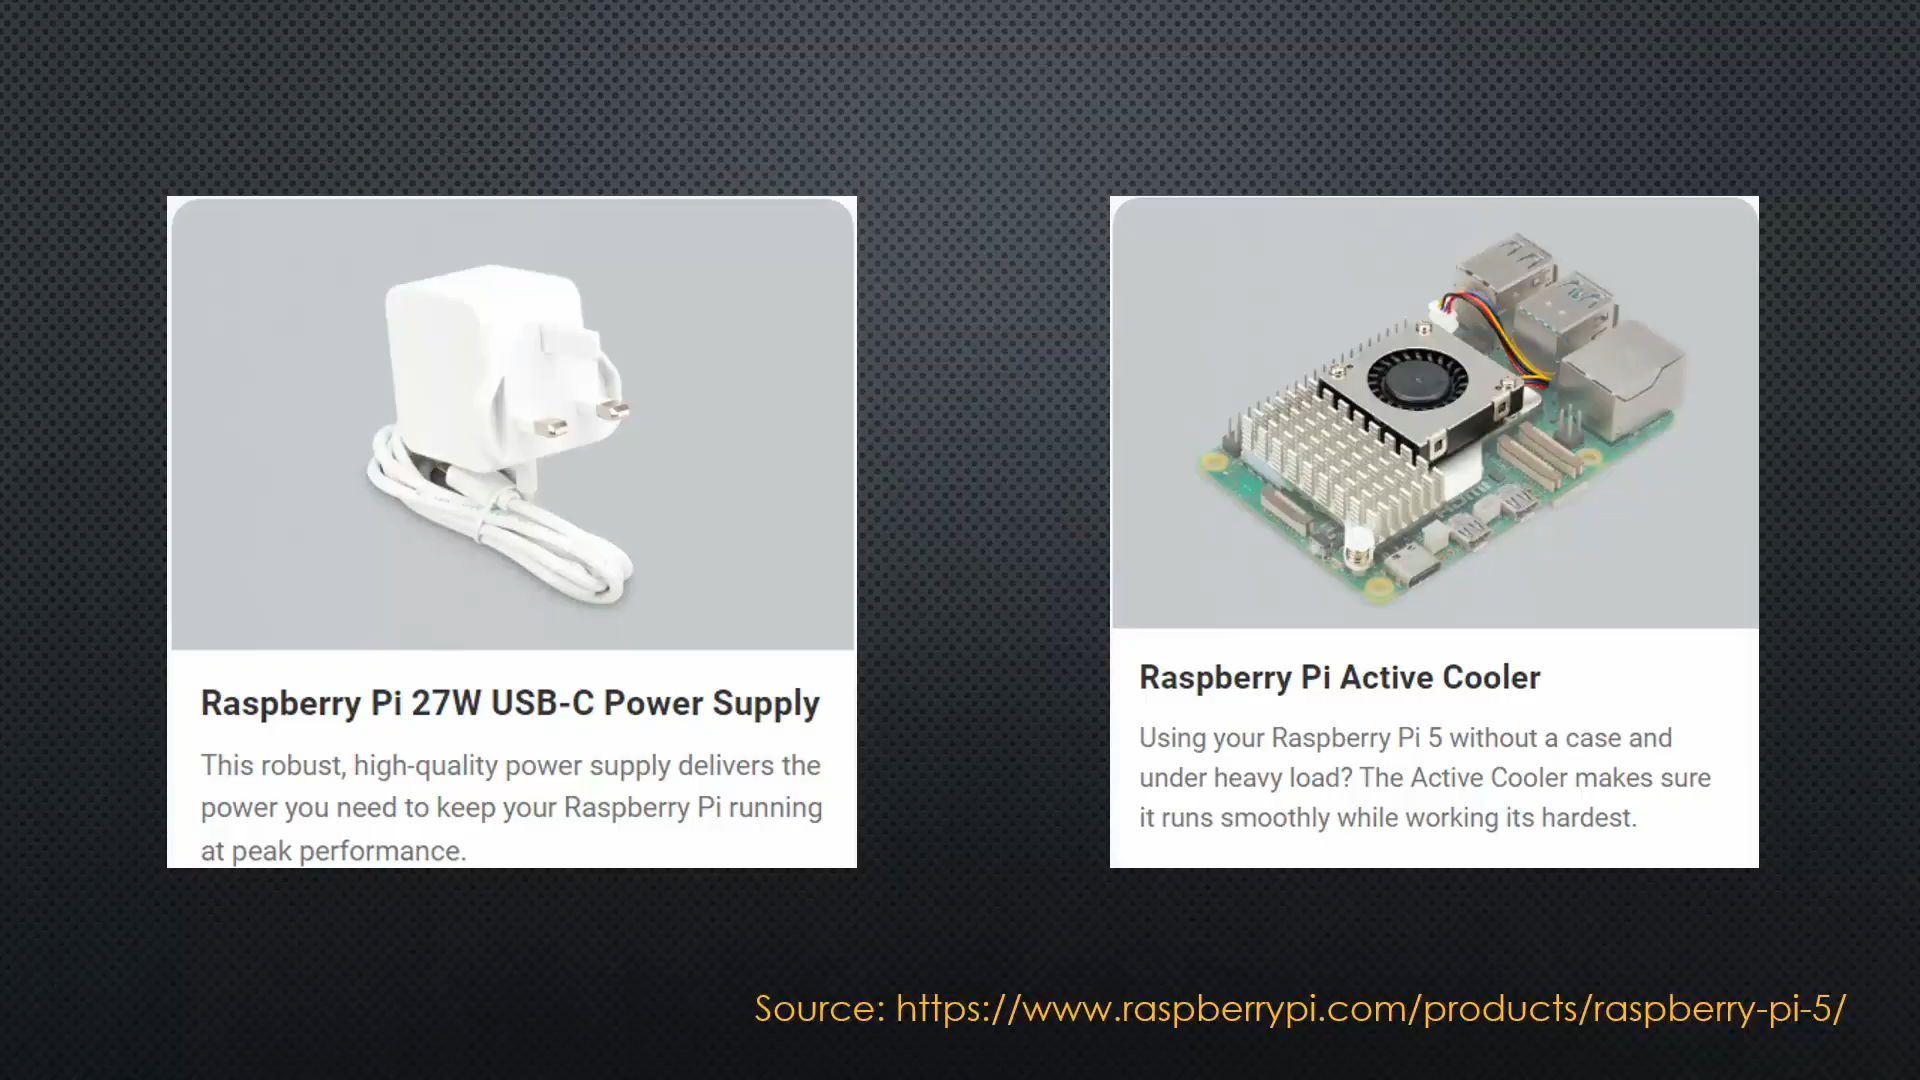 Raspberry Pi 27W USB-C Power Supply
This robust, high-quality power supply delivers the
power you need to keep your Raspberry Pi running
at peak performance.
Raspberry Pi Active Cooler
Using your Raspberry Pi 5 without a case and
under heavy load? The Active Cooler makes sure
it runs smoothly while working its hardest.
Source: https://www.raspberrypi.com/products/raspberry-pi-5/